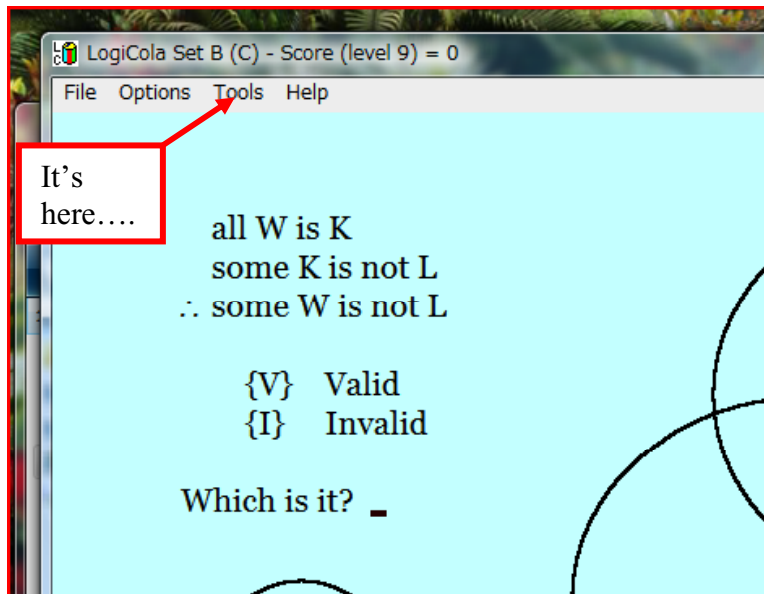 LogiCola Set B (C) - Score (level 9) = 0
File Options Tools Help
It's
here....
all W is K
some K is not L
∴ some W is not L
{V} Valid
{I} Invalid
Which is it? _